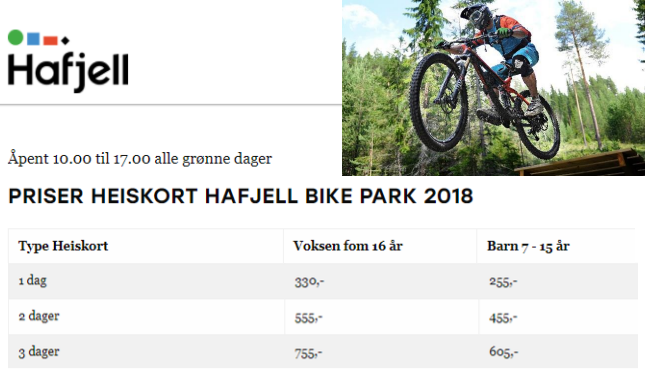 Hafjell
Åpent 10.00 til 17.00 alle grønne dager
PRISER HEISKORT HAFJELL BIKE PARK 2018
Type Heiskort Voksen fom 16 år Barn 7 - 15 år
1 dag 330,- 255,-
2 dager 555,- 455,-
3 dager 755,- 605,-